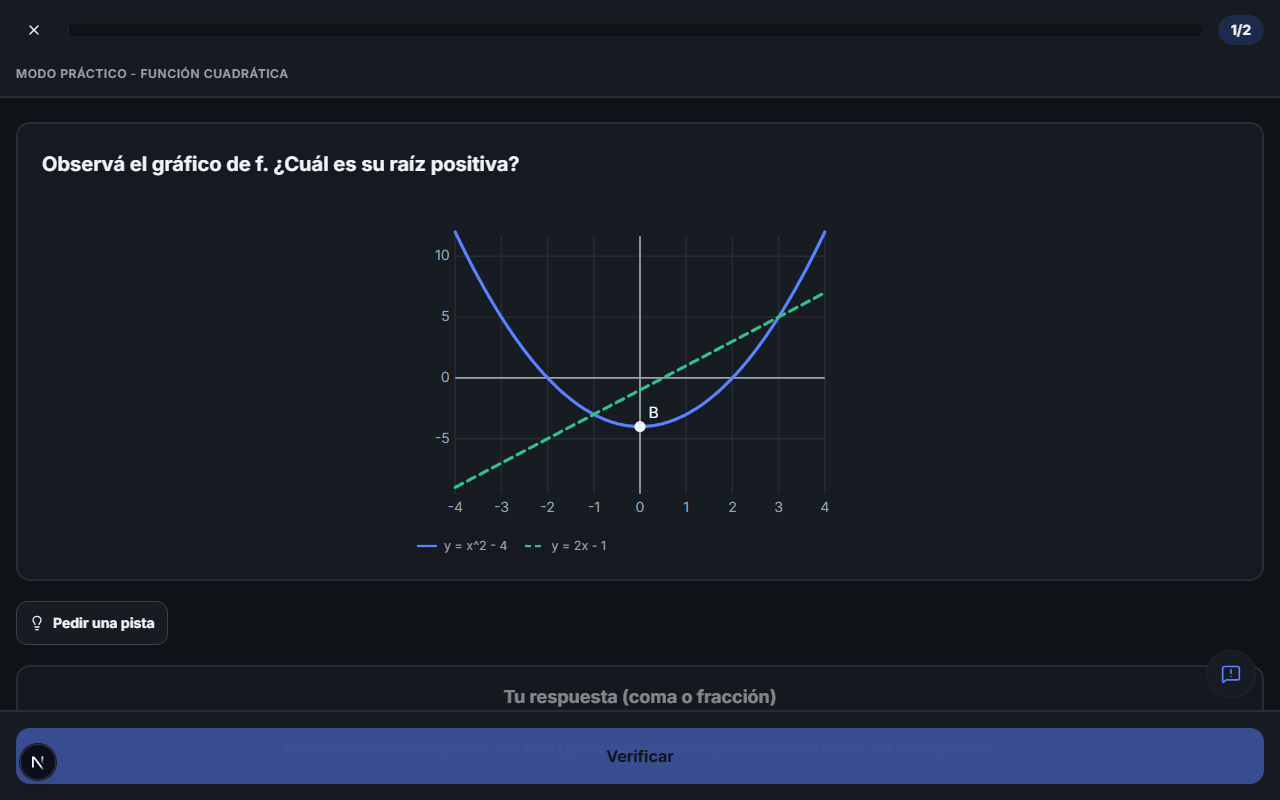 1/2
MODO PRÁCTICO - FUNCIÓN CUADRÁTICA
Observá el gráfico de f. ¿Cuál es su raíz positiva?
10
5
0
-5
B
-4 -3 -2 -1 0 1 2 3 4
y = x^2 - 4 y = 2x - 1
Pedir una pista
Tu respuesta (coma o fracción)
Verificar
N